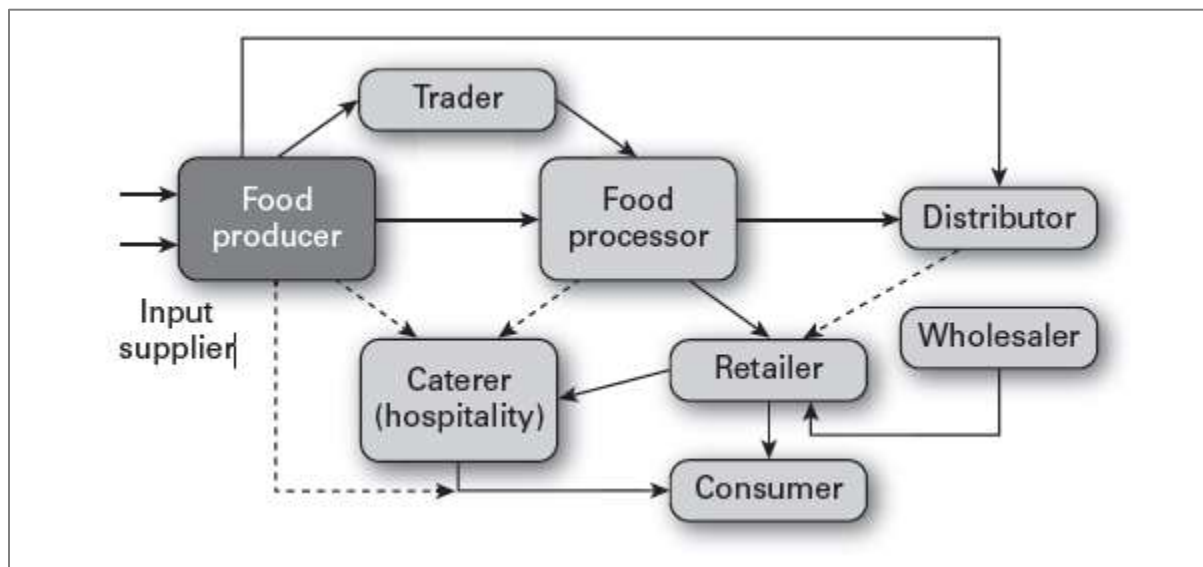 Trader
Food
producer
Food
processor
Distributor
Input
supplier
Wholesaler
Caterer
(hospitality)
Retailer
Consumer